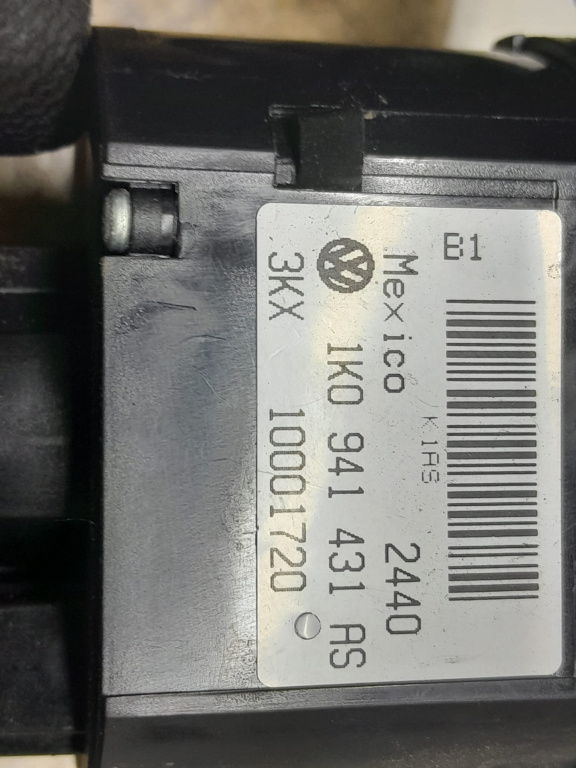 B1
K1AS
Mexico 2440
1K0 941 431 AS
3KX 10001720